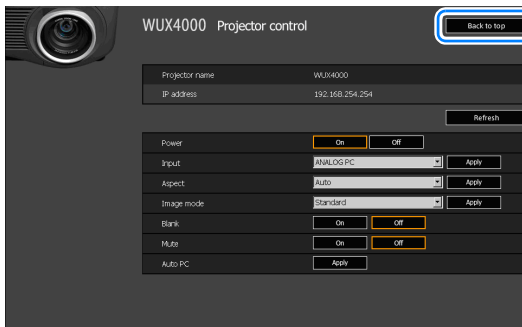 WUX4000 Projector control
Back to top
Projector name WUX4000
IP address 192.168.254.254
Refresh
Power On Off
Input ANALOG PC Apply
Aspect Auto Apply
Image mode Standard Apply
Blank On Off
Mute On Off
Auto PC Apply